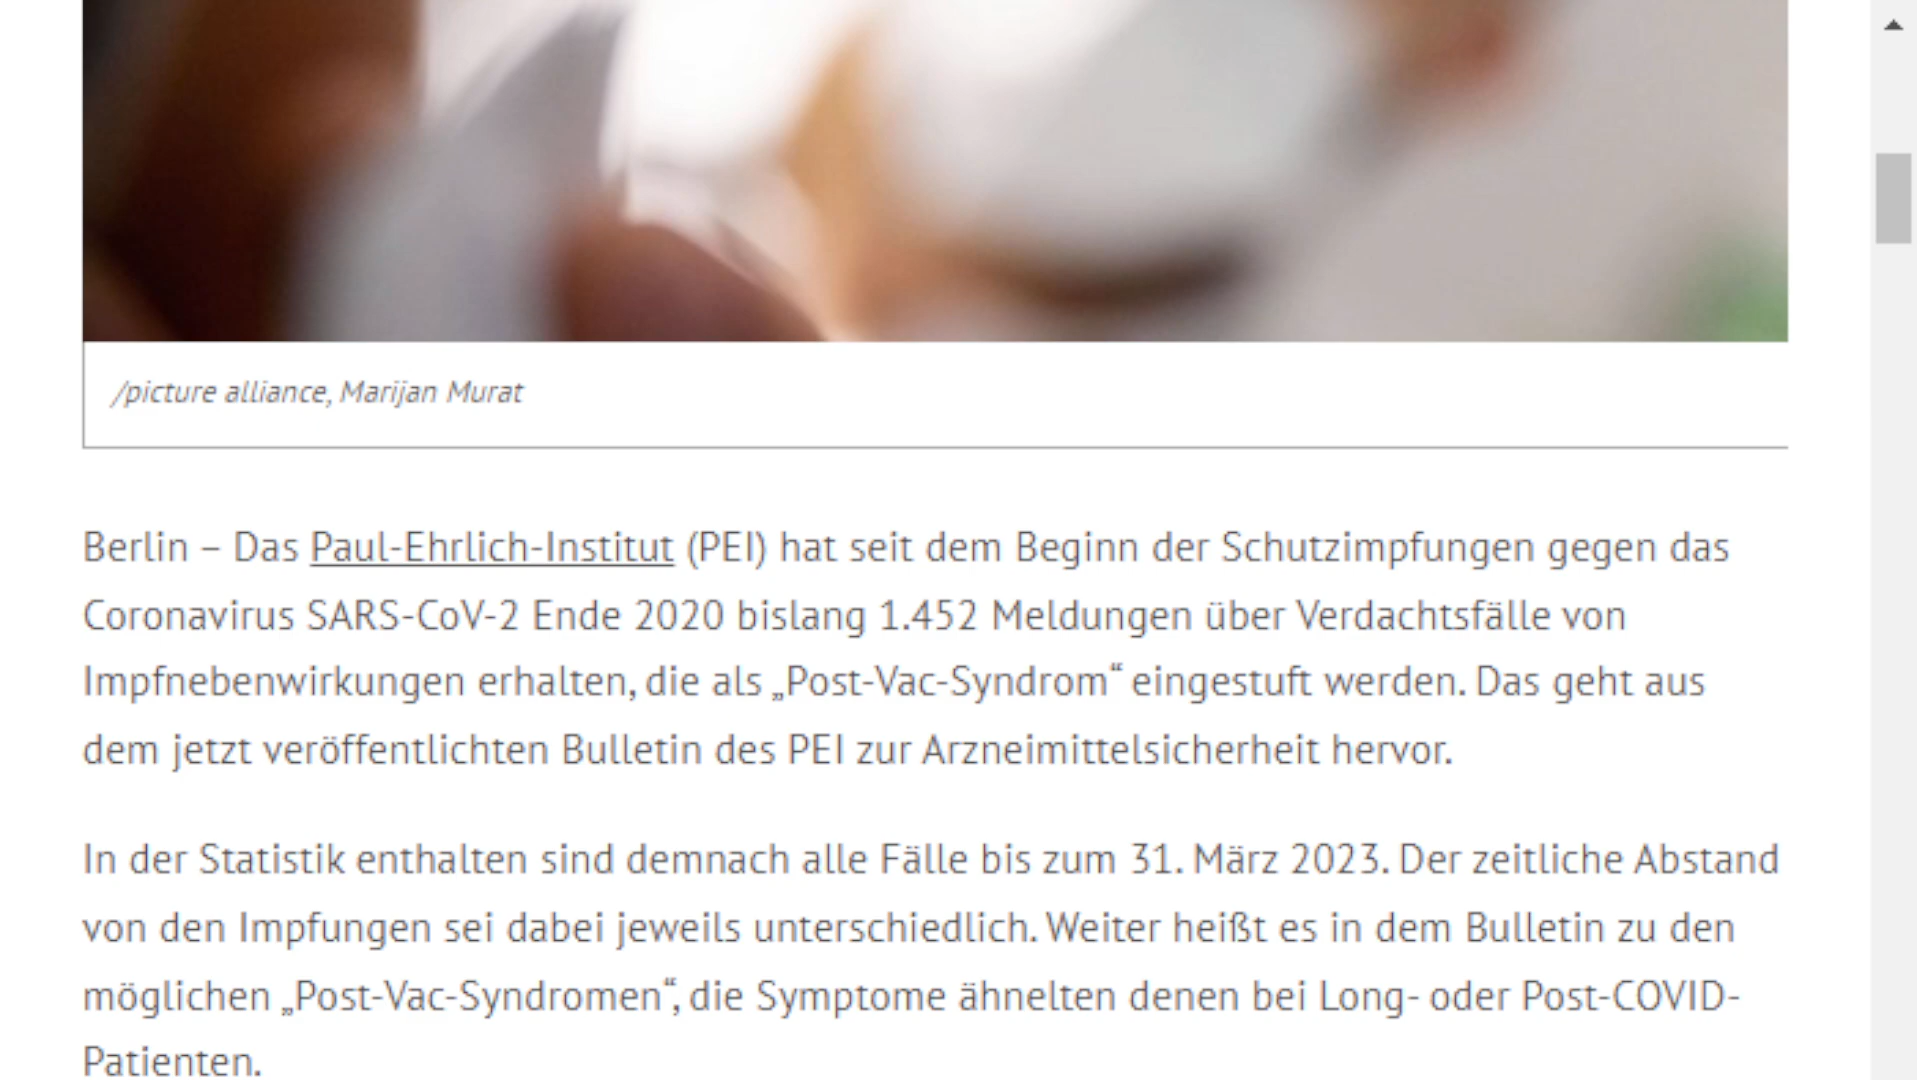 /picture alliance, Marijan Murat
Berlin – Das Paul-Ehrlich-Institut (PEI) hat seit dem Beginn der Schutzimpfungen gegen das
Coronavirus SARS-CoV-2 Ende 2020 bislang 1.452 Meldungen über Verdachtsfälle von
Impfnebenwirkungen erhalten, die als „Post-Vac-Syndrom“ eingestuft werden. Das geht aus
dem jetzt veröffentlichten Bulletin des PEI zur Arzneimittelsicherheit hervor.
In der Statistik enthalten sind demnach alle Fälle bis zum 31. März 2023. Der zeitliche Abstand
von den Impfungen sei dabei jeweils unterschiedlich. Weiter heißt es in dem Bulletin zu den
möglichen „Post-Vac-Syndromen“, die Symptome ähnelten denen bei Long- oder Post-COVID-
Patienten.